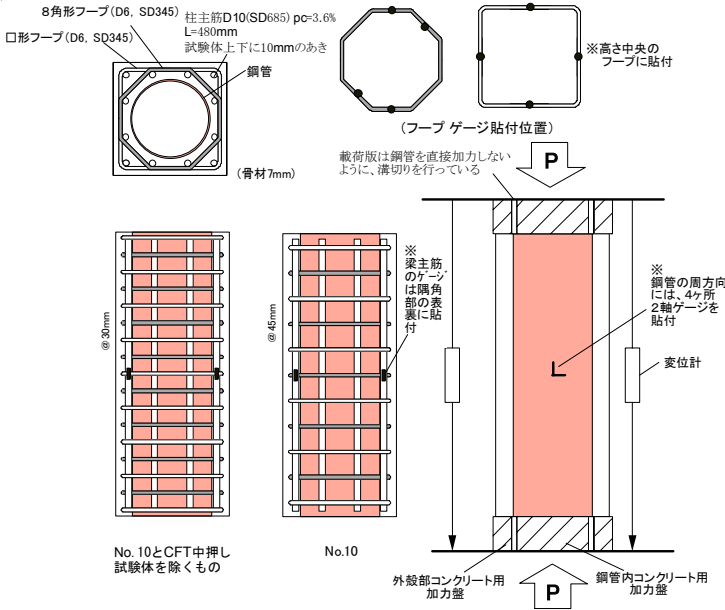 8角形フープ(D6, SD345)
口形フープ(D6, SD345)
柱主筋D10(SD685) pc=3.6%
L=480mm
試験体上下に10mmのあき
鋼管
(骨材7mm)
※高さ中央の
フープに貼付
(フープ ゲージ貼付位置)
載荷版は鋼管を直接加力しない
ように、溝切りを行っている
P
@30mm
@45mm
※
梁主筋
のゲージ
は隅角
部の表
裏に貼
付
※
鋼管の周方向
には、4ヶ所
2軸ゲージを
貼付
変位計
No. 10とCFT中押し
試験体を除くもの
No.10
外殻部コンクリート用
加力盤
P
鋼管内コンクリート用
加力盤